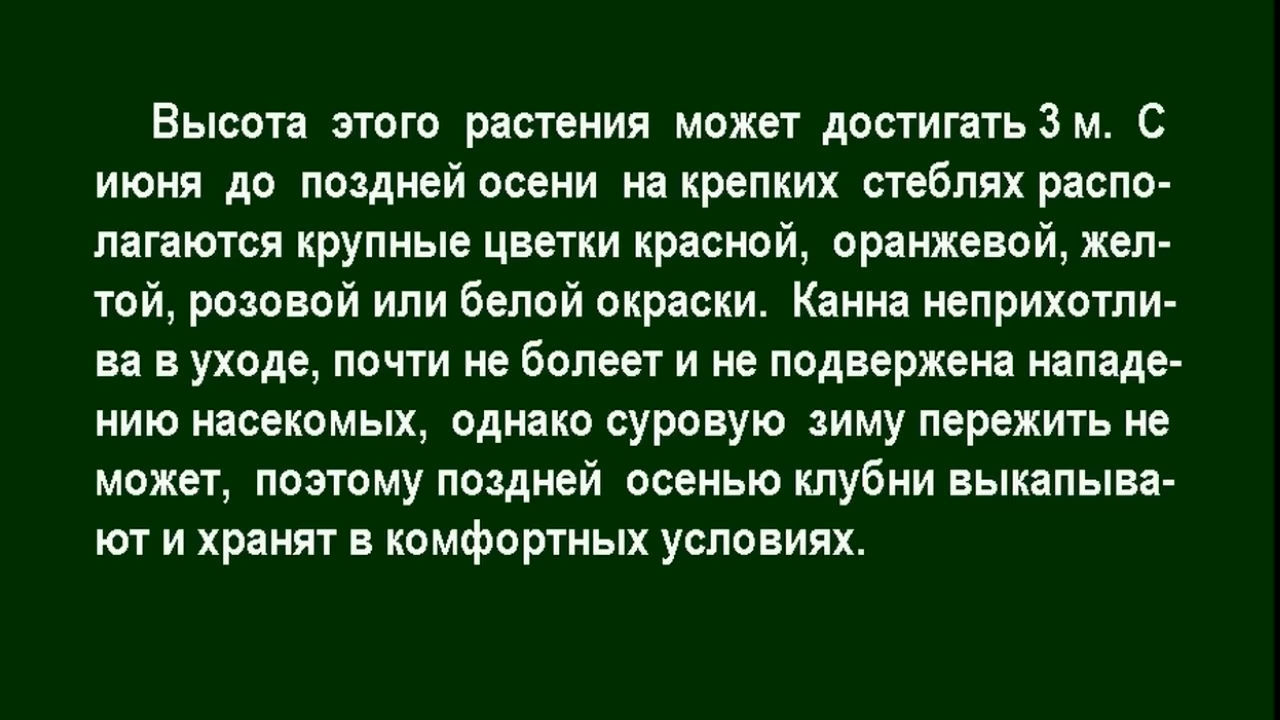 Высота этого растения может достигать 3 м. С
июня до поздней осени на крепких стеблях распо-
лагаются крупные цветки красной, оранжевой, жел-
той, розовой или белой окраски. Канна неприхотли-
ва в уходе, почти не болеет и не подвержена нападе-
нию насекомых, однако суровую зиму пережить не
может, поэтому поздней осенью клубни выкапыва-
ют и хранят в комфортных условиях.